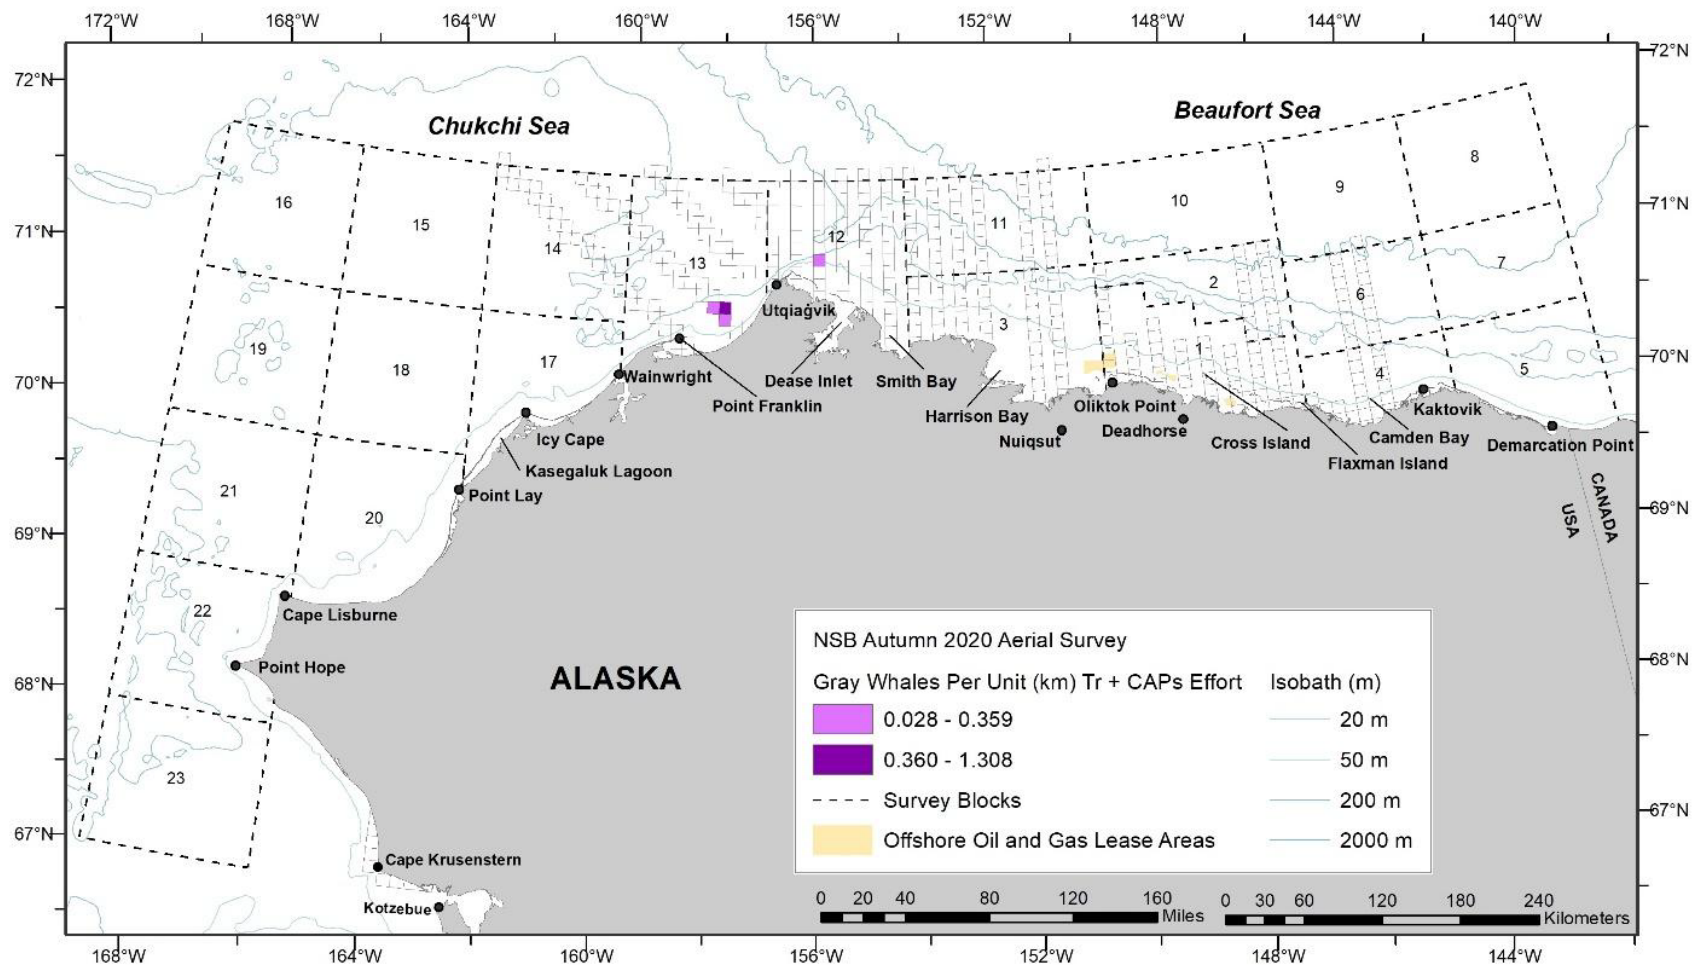 172°W 168°W 164°W 160°W 156°W 152°W 148°W 144°W 140°W
72°N
72°N
Chukchi Sea
Beaufort Sea
8
9
10
16
15
11
12
14
13
71°N
71°N
7
2
6
Utqiaġvik
3
1
19
18
17
Wainwright
Dease Inlet
Smith Bay
4
5
70°N
70°N
Point Franklin
Harrison Bay
Oliktok Point
Kaktovik
Nuiqsut
Deadhorse
Cross Island
Camden Bay
Demarcation Point
Flaxman Island
Icy Cape
Kasegaluk Lagoon
Point Lay
21
20
CANADA
USA
69°N
69°N
22
Cape Lisburne
Point Hope
ALASKA
68°N
68°N
23
67°N
67°N
Cape Krusenstern
Kotzebue
NSB Autumn 2020 Aerial Survey
Gray Whales Per Unit (km) Tr + CAPs Effort
0.028 - 0.359
0.360 - 1.308
Survey Blocks
Offshore Oil and Gas Lease Areas
Isobath (m)
20 m
50 m
200 m
2000 m
0 20 40 80 120 160
Miles
0 30 60 120 180 240
Kilometers
168°W 164°W 160°W 156°W 152°W 148°W 144°W